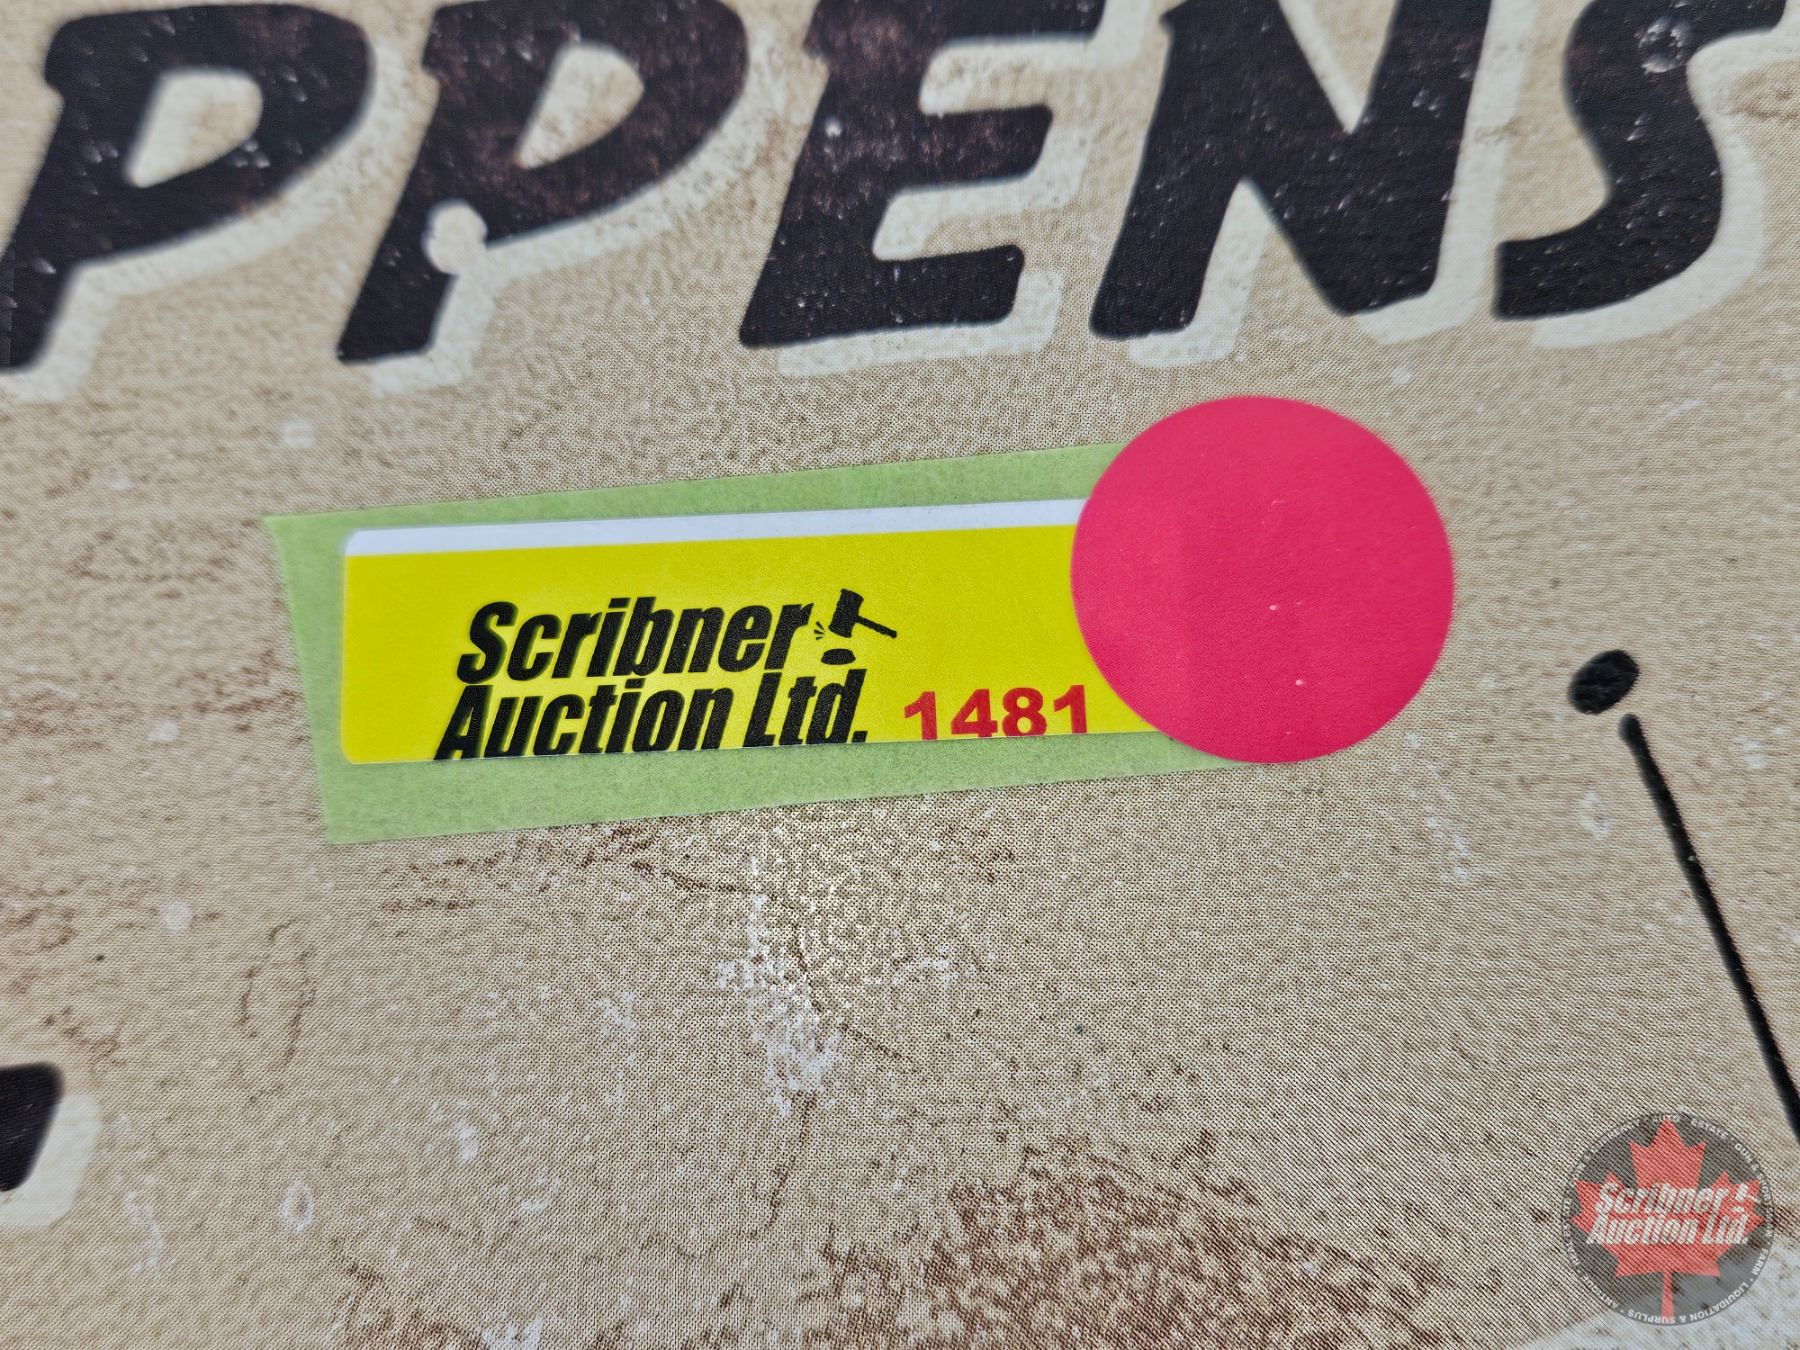 PPENS
Scribner
Auction Ltd. 1481
Scribner
Auction Ltd.